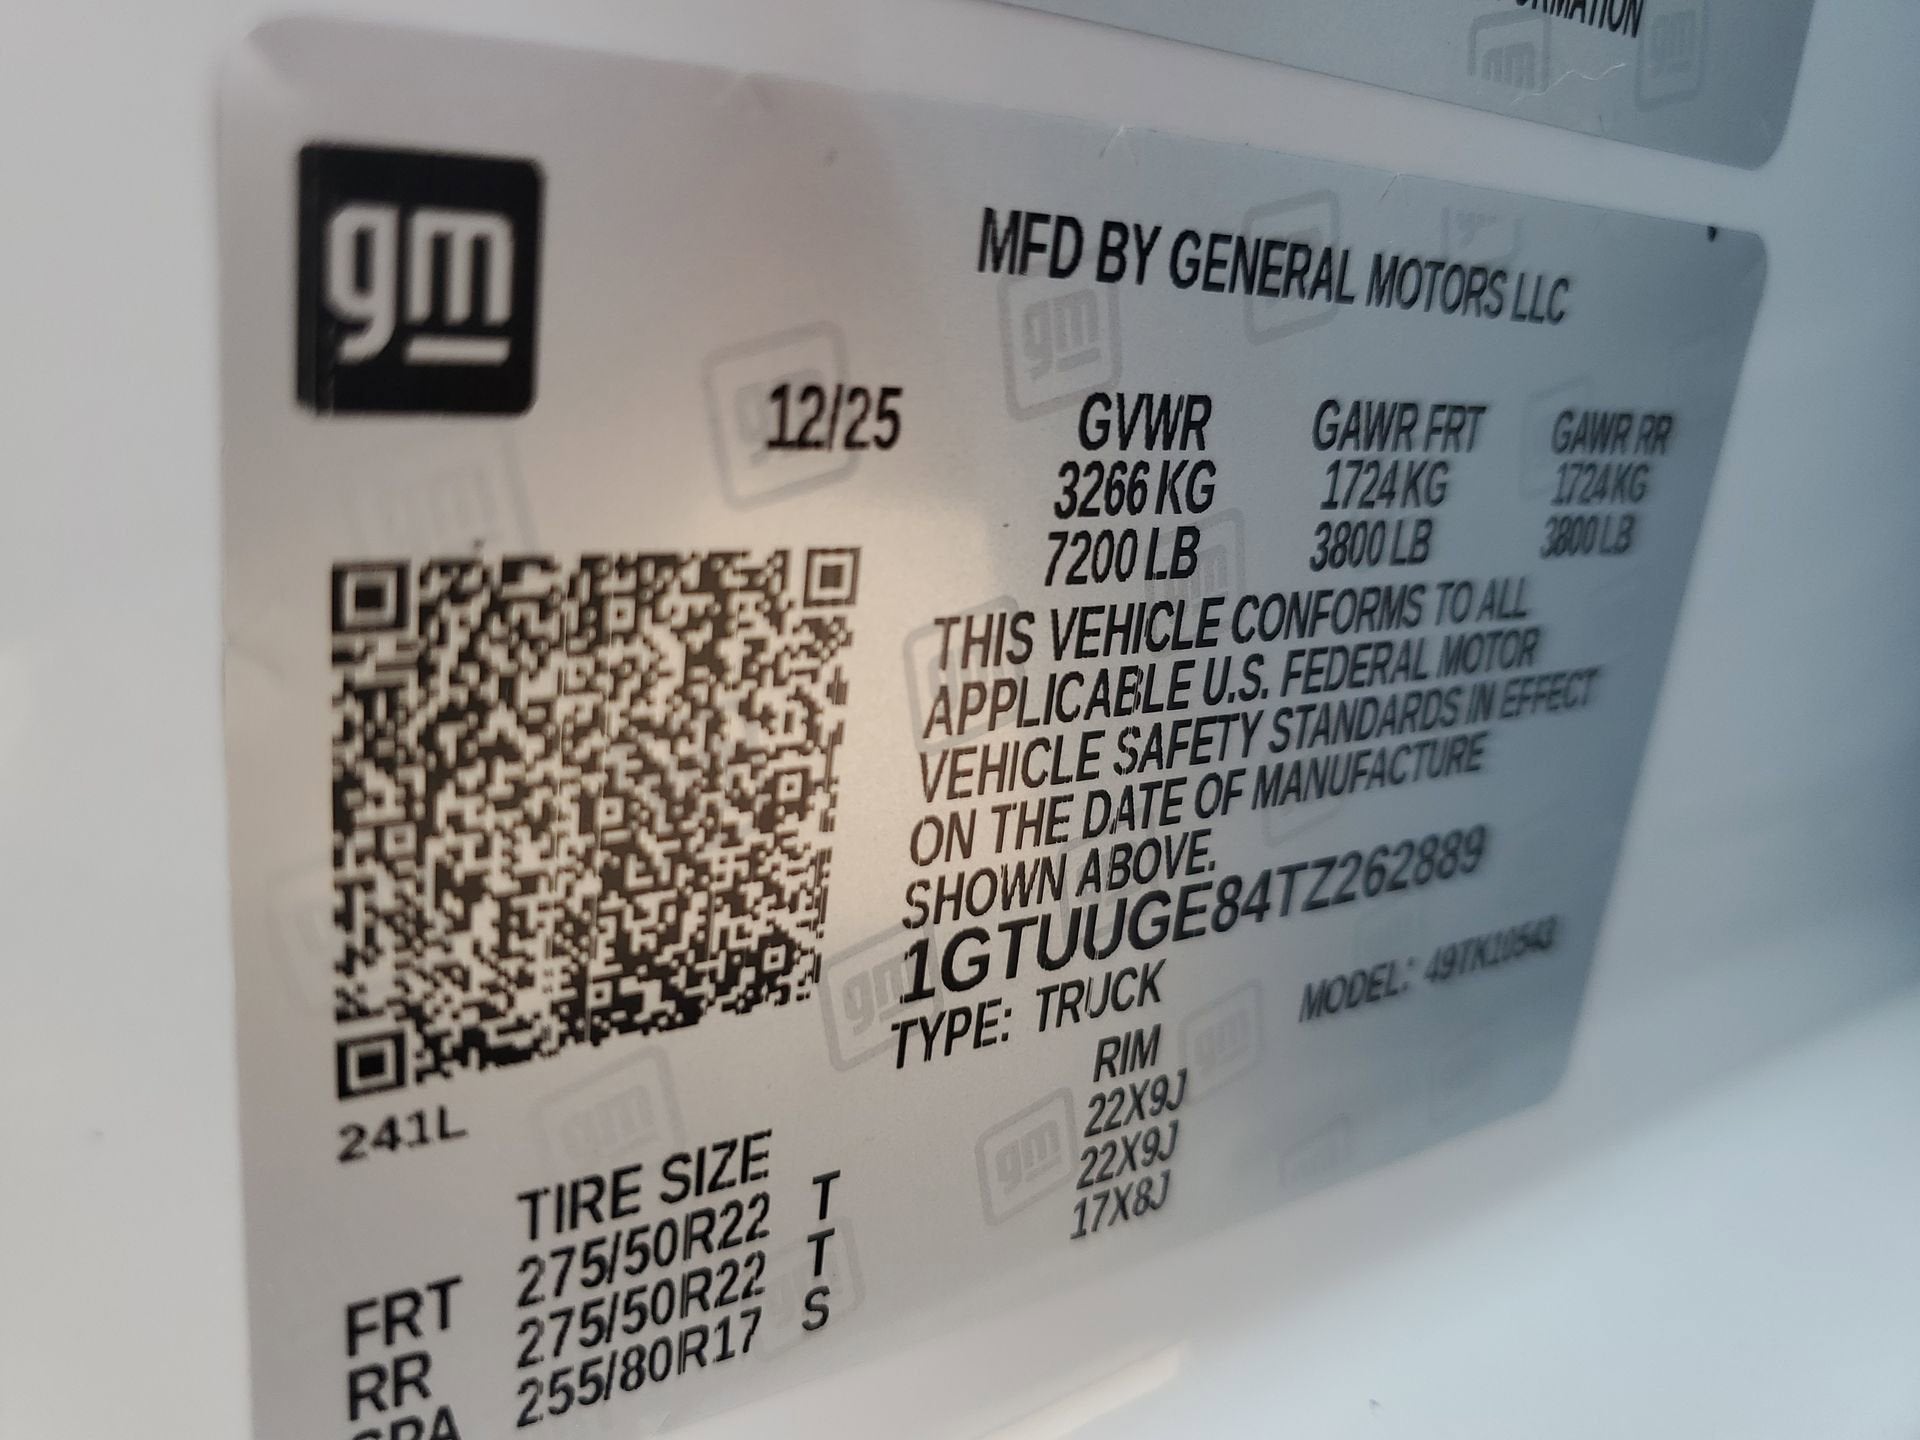 gm
MFD BY GENERAL MOTORS LLC
12/25 GVWR GAWR FRT GAWR RR
3266 KG 1724 KG 1724 KG
7200 LB 3800 LB 3800 LB
THIS VEHICLE CONFORMS TO ALL
APPLICABLE U.S. FEDERAL MOTOR
VEHICLE SAFETY STANDARDS IN EFFECT
ON THE DATE OF MANUFACTURE
SHOWN ABOVE.
1GTUUGE84TZ262889
TYPE: TRUCK MODEL: 49TK10543
241L
TIRE SIZE RIM
FRT 275/50R22 T 22X9J
RR 275/50R22 T 22X9J
SPA 255/80R17 S 17X8J